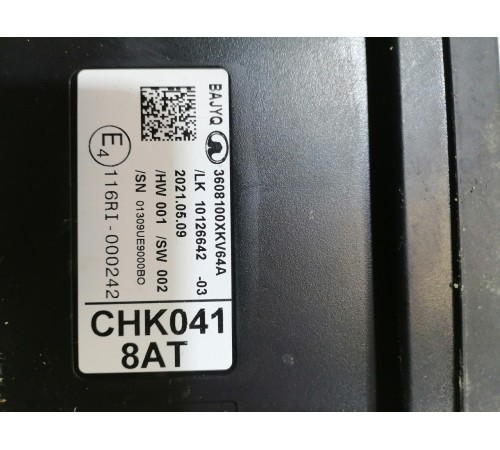 BAJYQ
3608100XKV64A
/LK 10126642 -03
2021.05.09
/HW 001 /SW 002
/SN 01309UE9000BO
E4
116RI-000242
CHK041
8AT